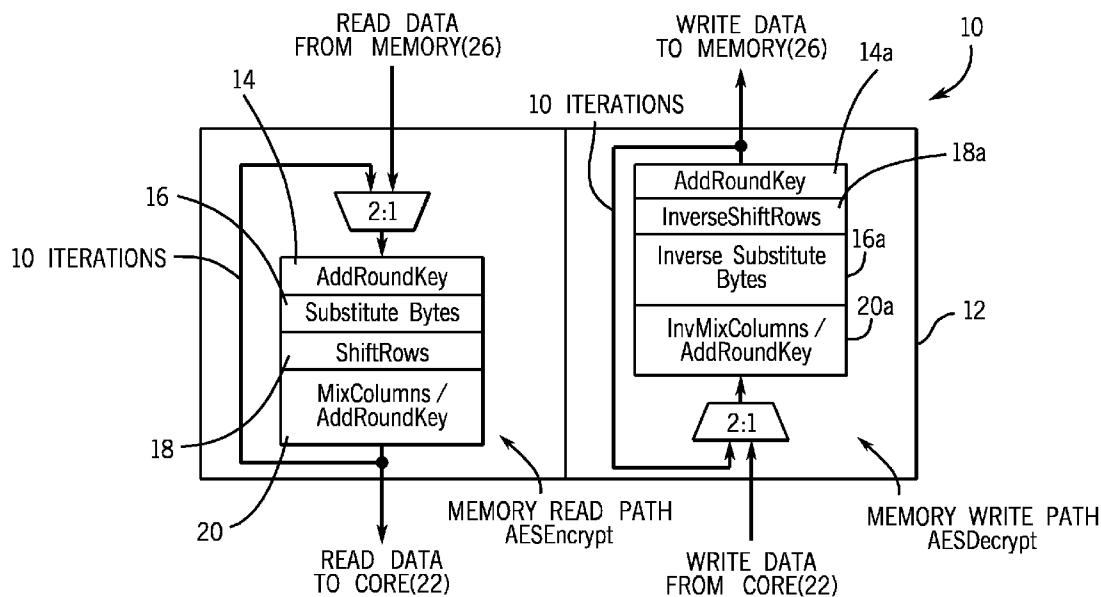 READ DATA
FROM MEMORY(26)
WRITE DATA
TO MEMORY(26)
10
14
14a
10 ITERATIONS
18a
16
2:1
10 ITERATIONS
AddRoundKey
Substitute Bytes
ShiftRows
MixColumns /
AddRoundKey
AddRoundKey
InverseShiftRows
Inverse Substitute
Bytes
InvMixColumns /
AddRoundKey
16a
20a
12
2:1
18
20
MEMORY READ PATH
AESEncrypt
MEMORY WRITE PATH
AESDecrypt
READ DATA
TO CORE(22)
WRITE DATA
FROM CORE(22)